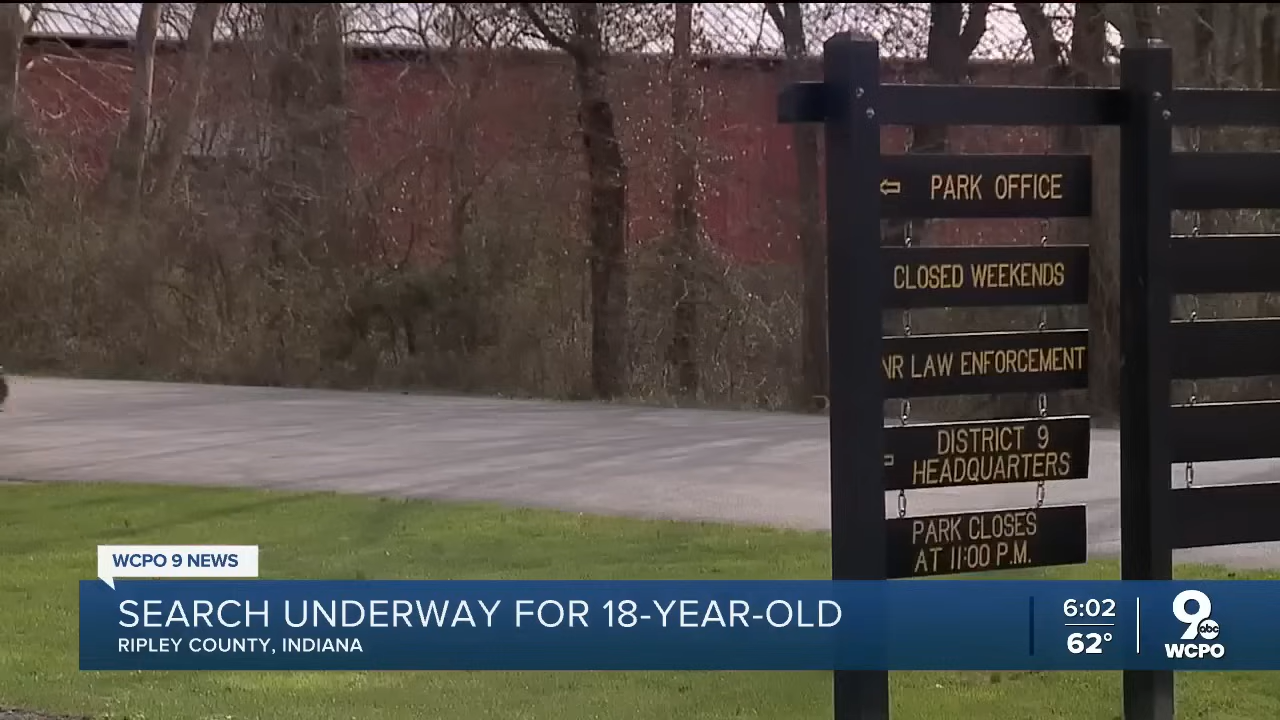 PARK OFFICE
CLOSED WEEKENDS
NR LAW ENFORCEMENT
DISTRICT 9
HEADQUARTERS
PARK CLOSES
AT 11:00 P.M.
WCPO 9 NEWS
SEARCH UNDERWAY FOR 18-YEAR-OLD
RIPLEY COUNTY, INDIANA
6:02
62°
9 abc
WCPO